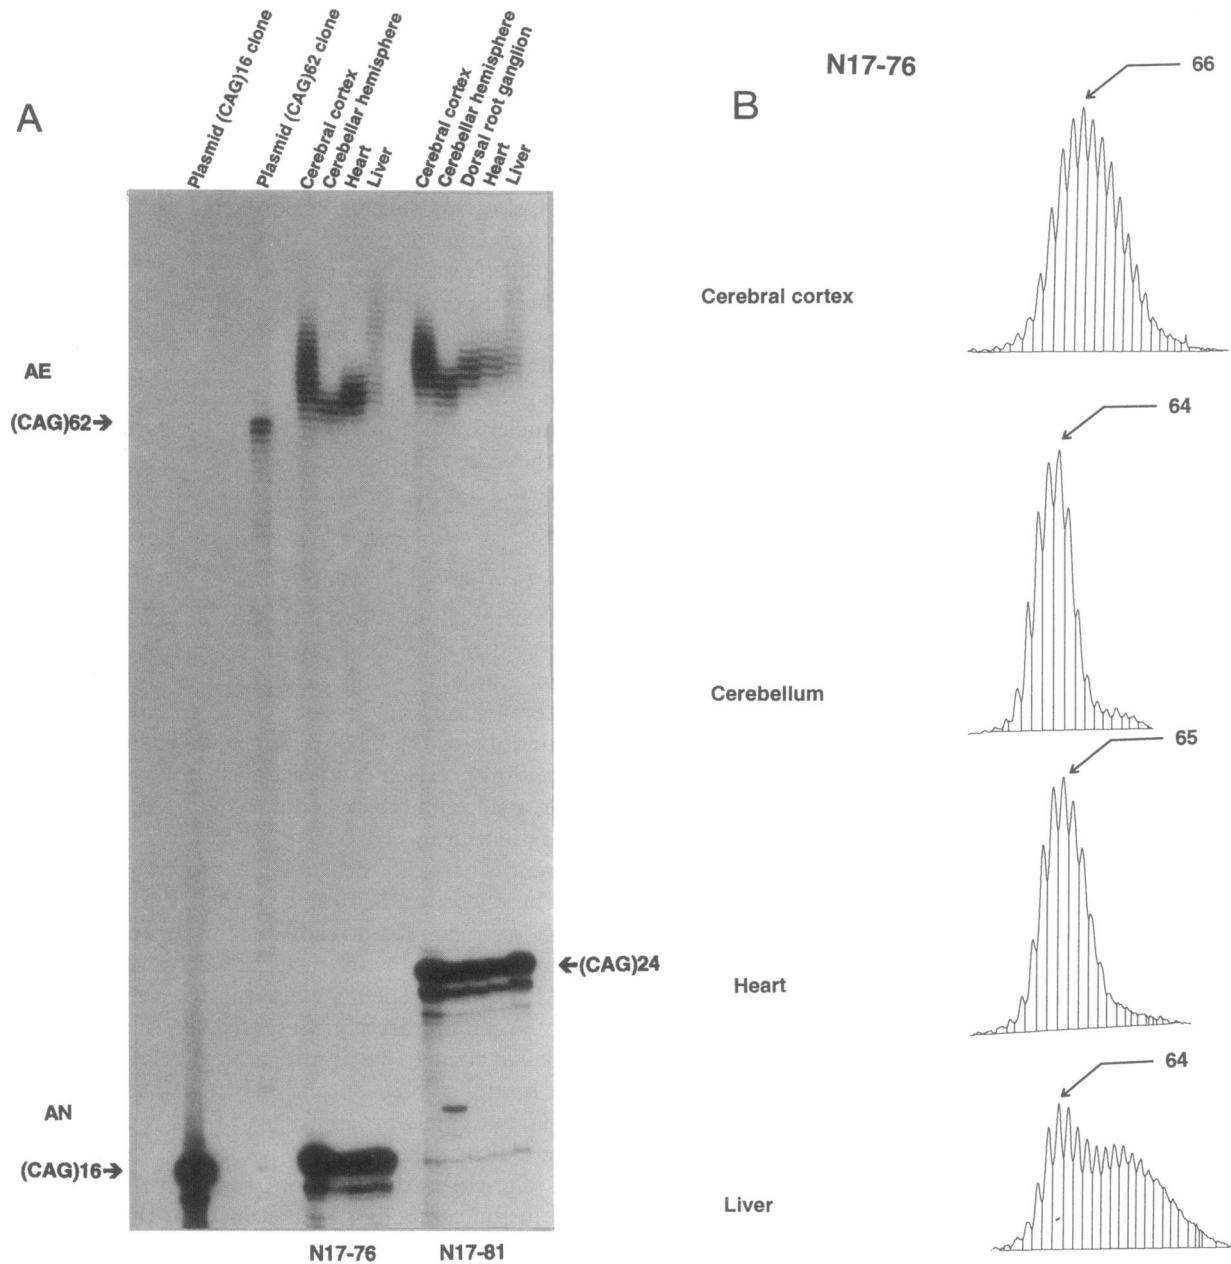 A
Plasmid (CAG)16 clone
Plasmid (CAG)62 clone
Cerebral cortex
Cerebellar hemisphere
Heart
Liver
Cerebral cortex
Cerebellar hemisphere
Dorsal root ganglion
Heart
Liver
AE
(CAG)62→
←(CAG)24
AN
(CAG)16→
N17-76
N17-81
B
N17-76
66
Cerebral cortex
64
Cerebellum
65
Heart
64
Liver